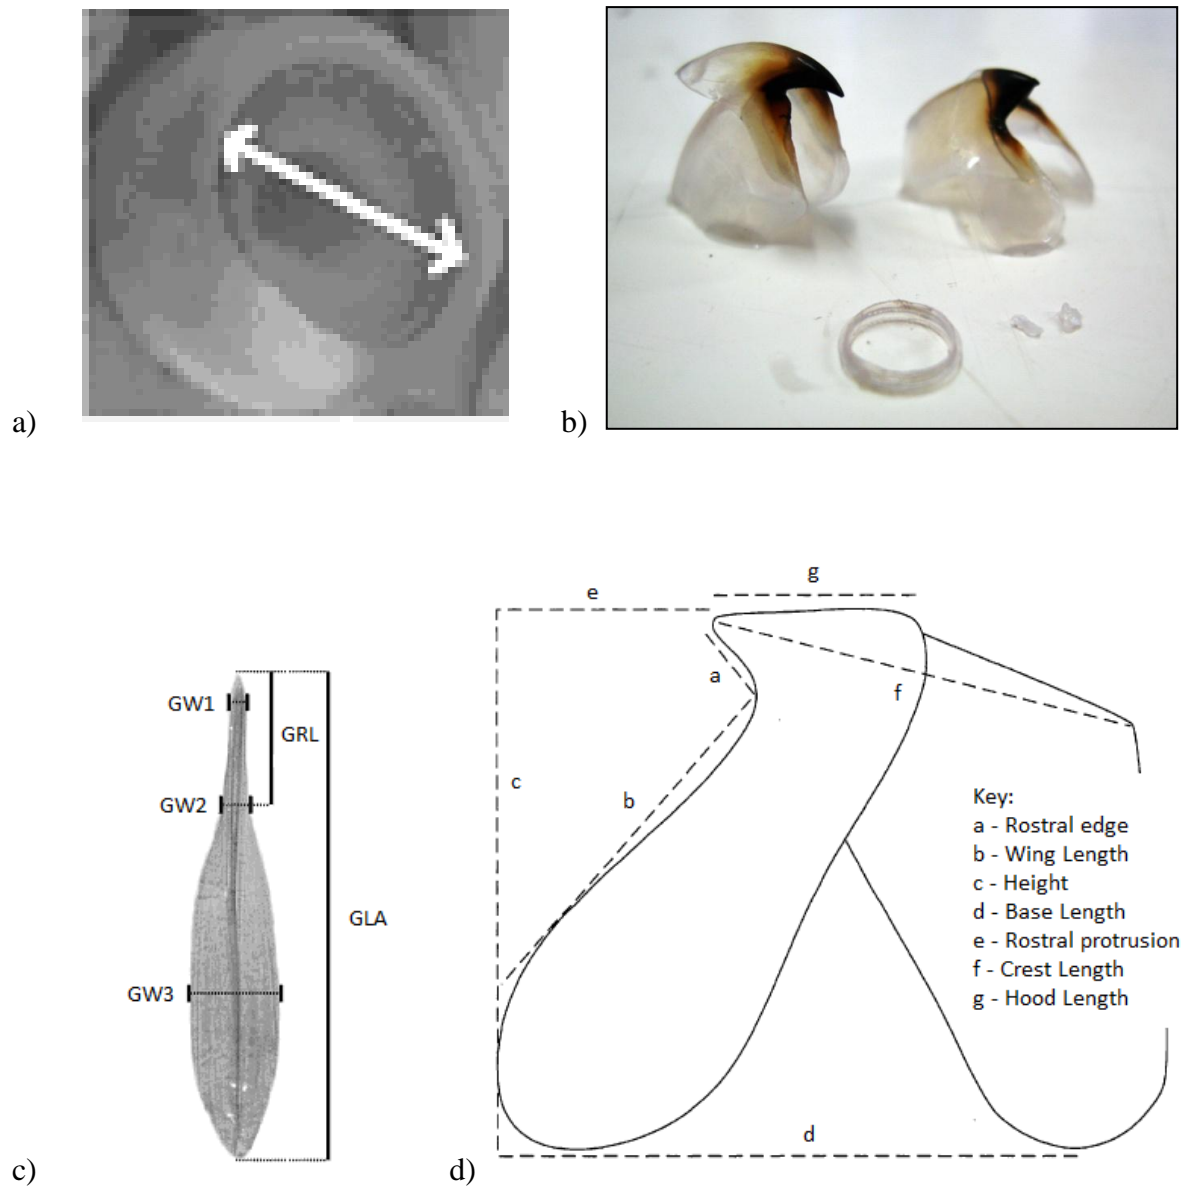 a)
b)
GW1
GRL
GW2
GLA
GW3
c)
g
e
a
f
c
b
Key:
a - Rostral edge
b - Wing Length
c - Height
d - Base Length
e - Rostral protrusion
f - Crest Length
g - Hood Length
d
d)